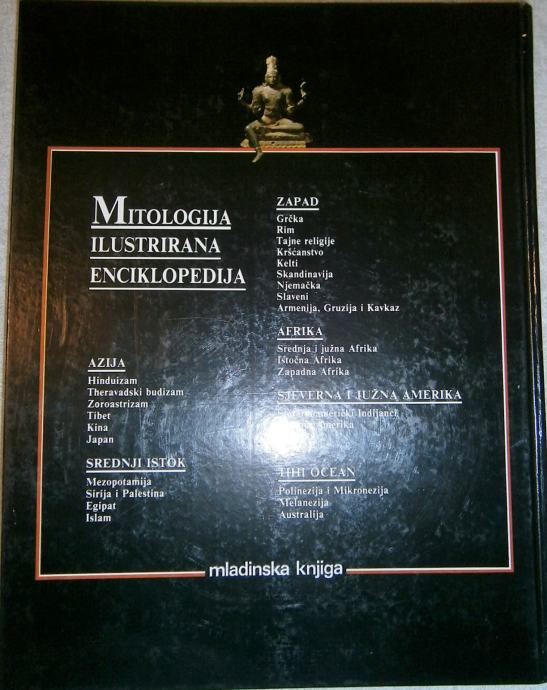 MITOLOGIJA
ILUSTRIRANA
ENCIKLOPEDIJA
AZIJA
Hinduizam
Theravadski budizam
Zoroastrizam
Tibet
Kina
Japan
SREDNJI ISTOK
Mezopotamija
Sirija i Palestina
Egipat
Islam
ZAPAD
Grčka
Rim
Tajne religije
Kršćanstvo
Kelti
Skandinavija
Njemačka
Slaveni
Armenija, Gruzija i Kavkaz
AFRIKA
Srednja i južna Afrika
Istočna Afrika
Zapadna Afrika
SJEVERNA I JUŽNA AMERIKA
Indijanci
Amerika
TIHI OCEAN
Polinezija i Mikronezija
Melanezija
Australija
mladinska knjiga